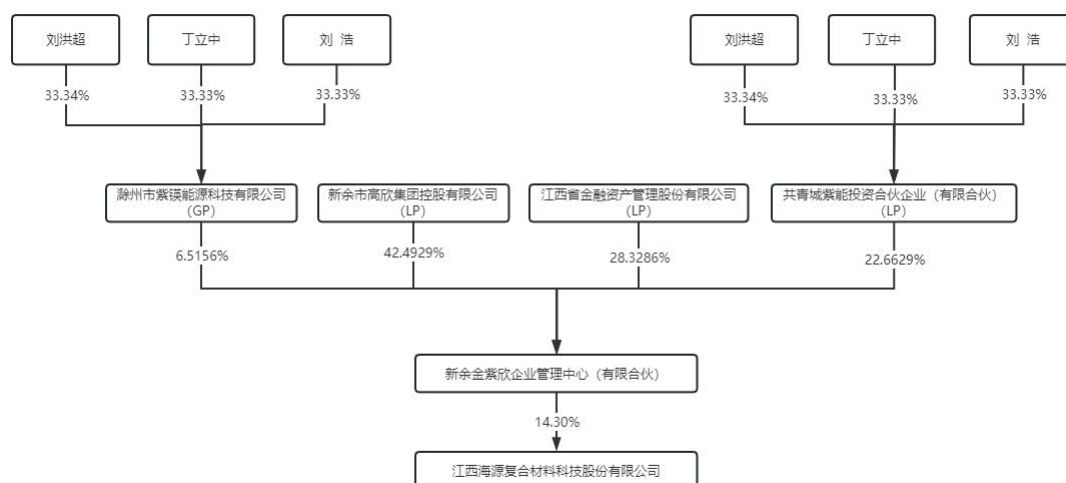 刘洪超
丁立中
刘 浩
刘洪超
丁立中
刘 浩
33.34%
33.33%
33.33%
33.34%
33.33%
33.33%
滁州市紫锳能源科技有限公司
（GP）
新余市高欣集团控股有限公司
（LP）
江西省金融资产管理股份有限公司
（LP）
共青城紫能投资合伙企业（有限合伙）
（LP）
6.5156%
42.4929%
28.3286%
22.6629%
新余金紫欣企业管理中心（有限合伙）
14.30%
江西海源复合材料科技股份有限公司